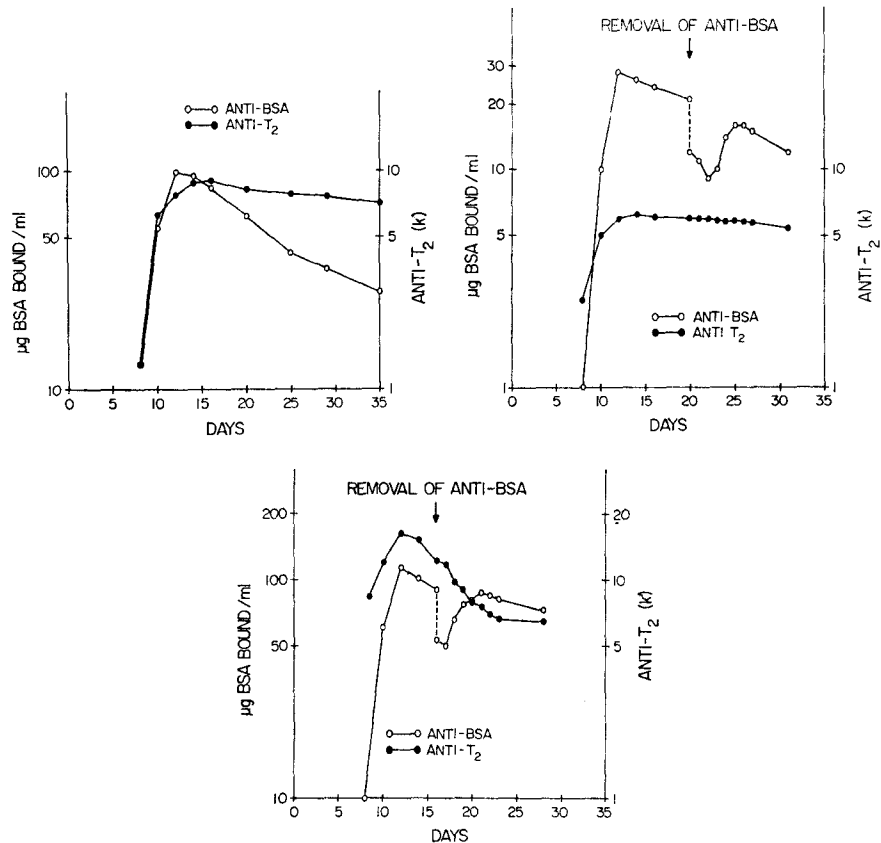 ANTI-BSA
ANTI-T2
100
50
10
µg BSA BOUND/ml
10
5
1
ANTI-T2 (k)
0 5 10 15 20 25 30 35
DAYS
REMOVAL OF ANTI-BSA
30
20
10
5
1
µg BSA BOUND/ml
10
5
1
ANTI-T2 (k)
ANTI-BSA
ANTI T2
0 5 10 15 20 25 30 35
DAYS
REMOVAL OF ANTI-BSA
200
100
50
10
µg BSA BOUND/ml
20
10
5
1
ANTI-T2 (k)
ANTI-BSA
ANTI-T2
0 5 10 15 20 25 30 35
DAYS